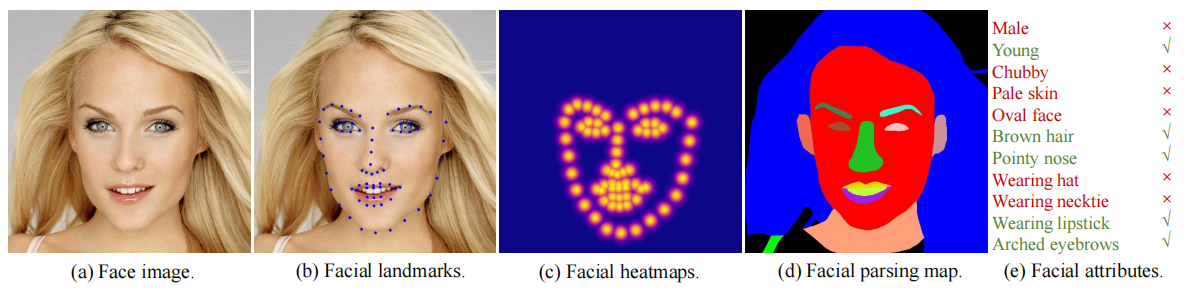 Male ×
Young √
Chubby ×
Pale skin ×
Oval face ×
Brown hair √
Pointy nose √
Wearing hat ×
Wearing necktie ×
Wearing lipstick √
Arched eyebrows √
(a) Face image.
(b) Facial landmarks.
(c) Facial heatmaps.
(d) Facial parsing map.
(e) Facial attributes.